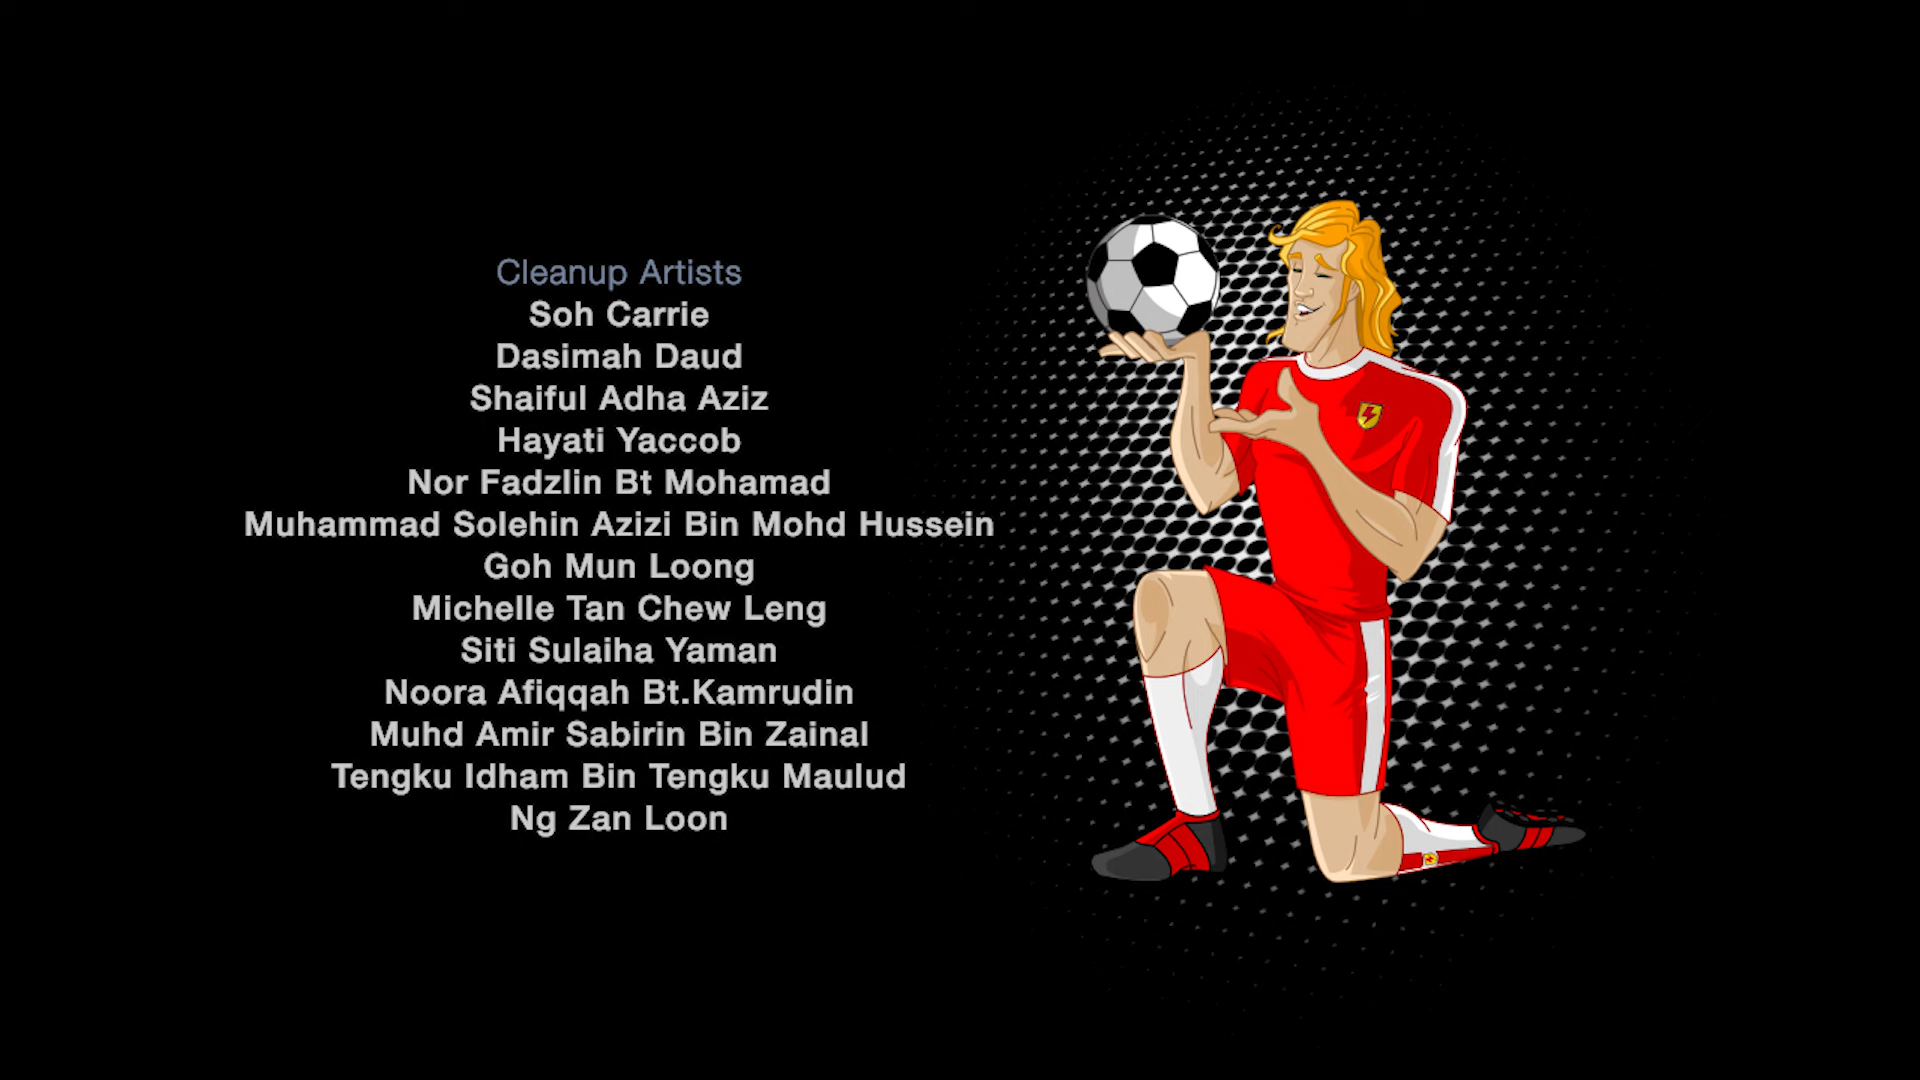 Cleanup Artists
Soh Carrie
Dasimah Daud
Shaiful Adha Aziz
Hayati Yaccob
Nor Fadzlin Bt Mohamad
Muhammad Solehin Azizi Bin Mohd Hussein
Goh Mun Loong
Michelle Tan Chew Leng
Siti Sulaiha Yaman
Noora Afiqqah Bt.Kamrudin
Muhd Amir Sabirin Bin Zainal
Tengku Idham Bin Tengku Maulud
Ng Zan Loon